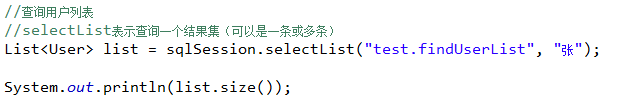 //查询用户列表
//selectList表示查询一个结果集（可以是一条或多条）
List<User> list = sqlSession.selectList("test.findUserList", "张");
System.out.println(list.size());